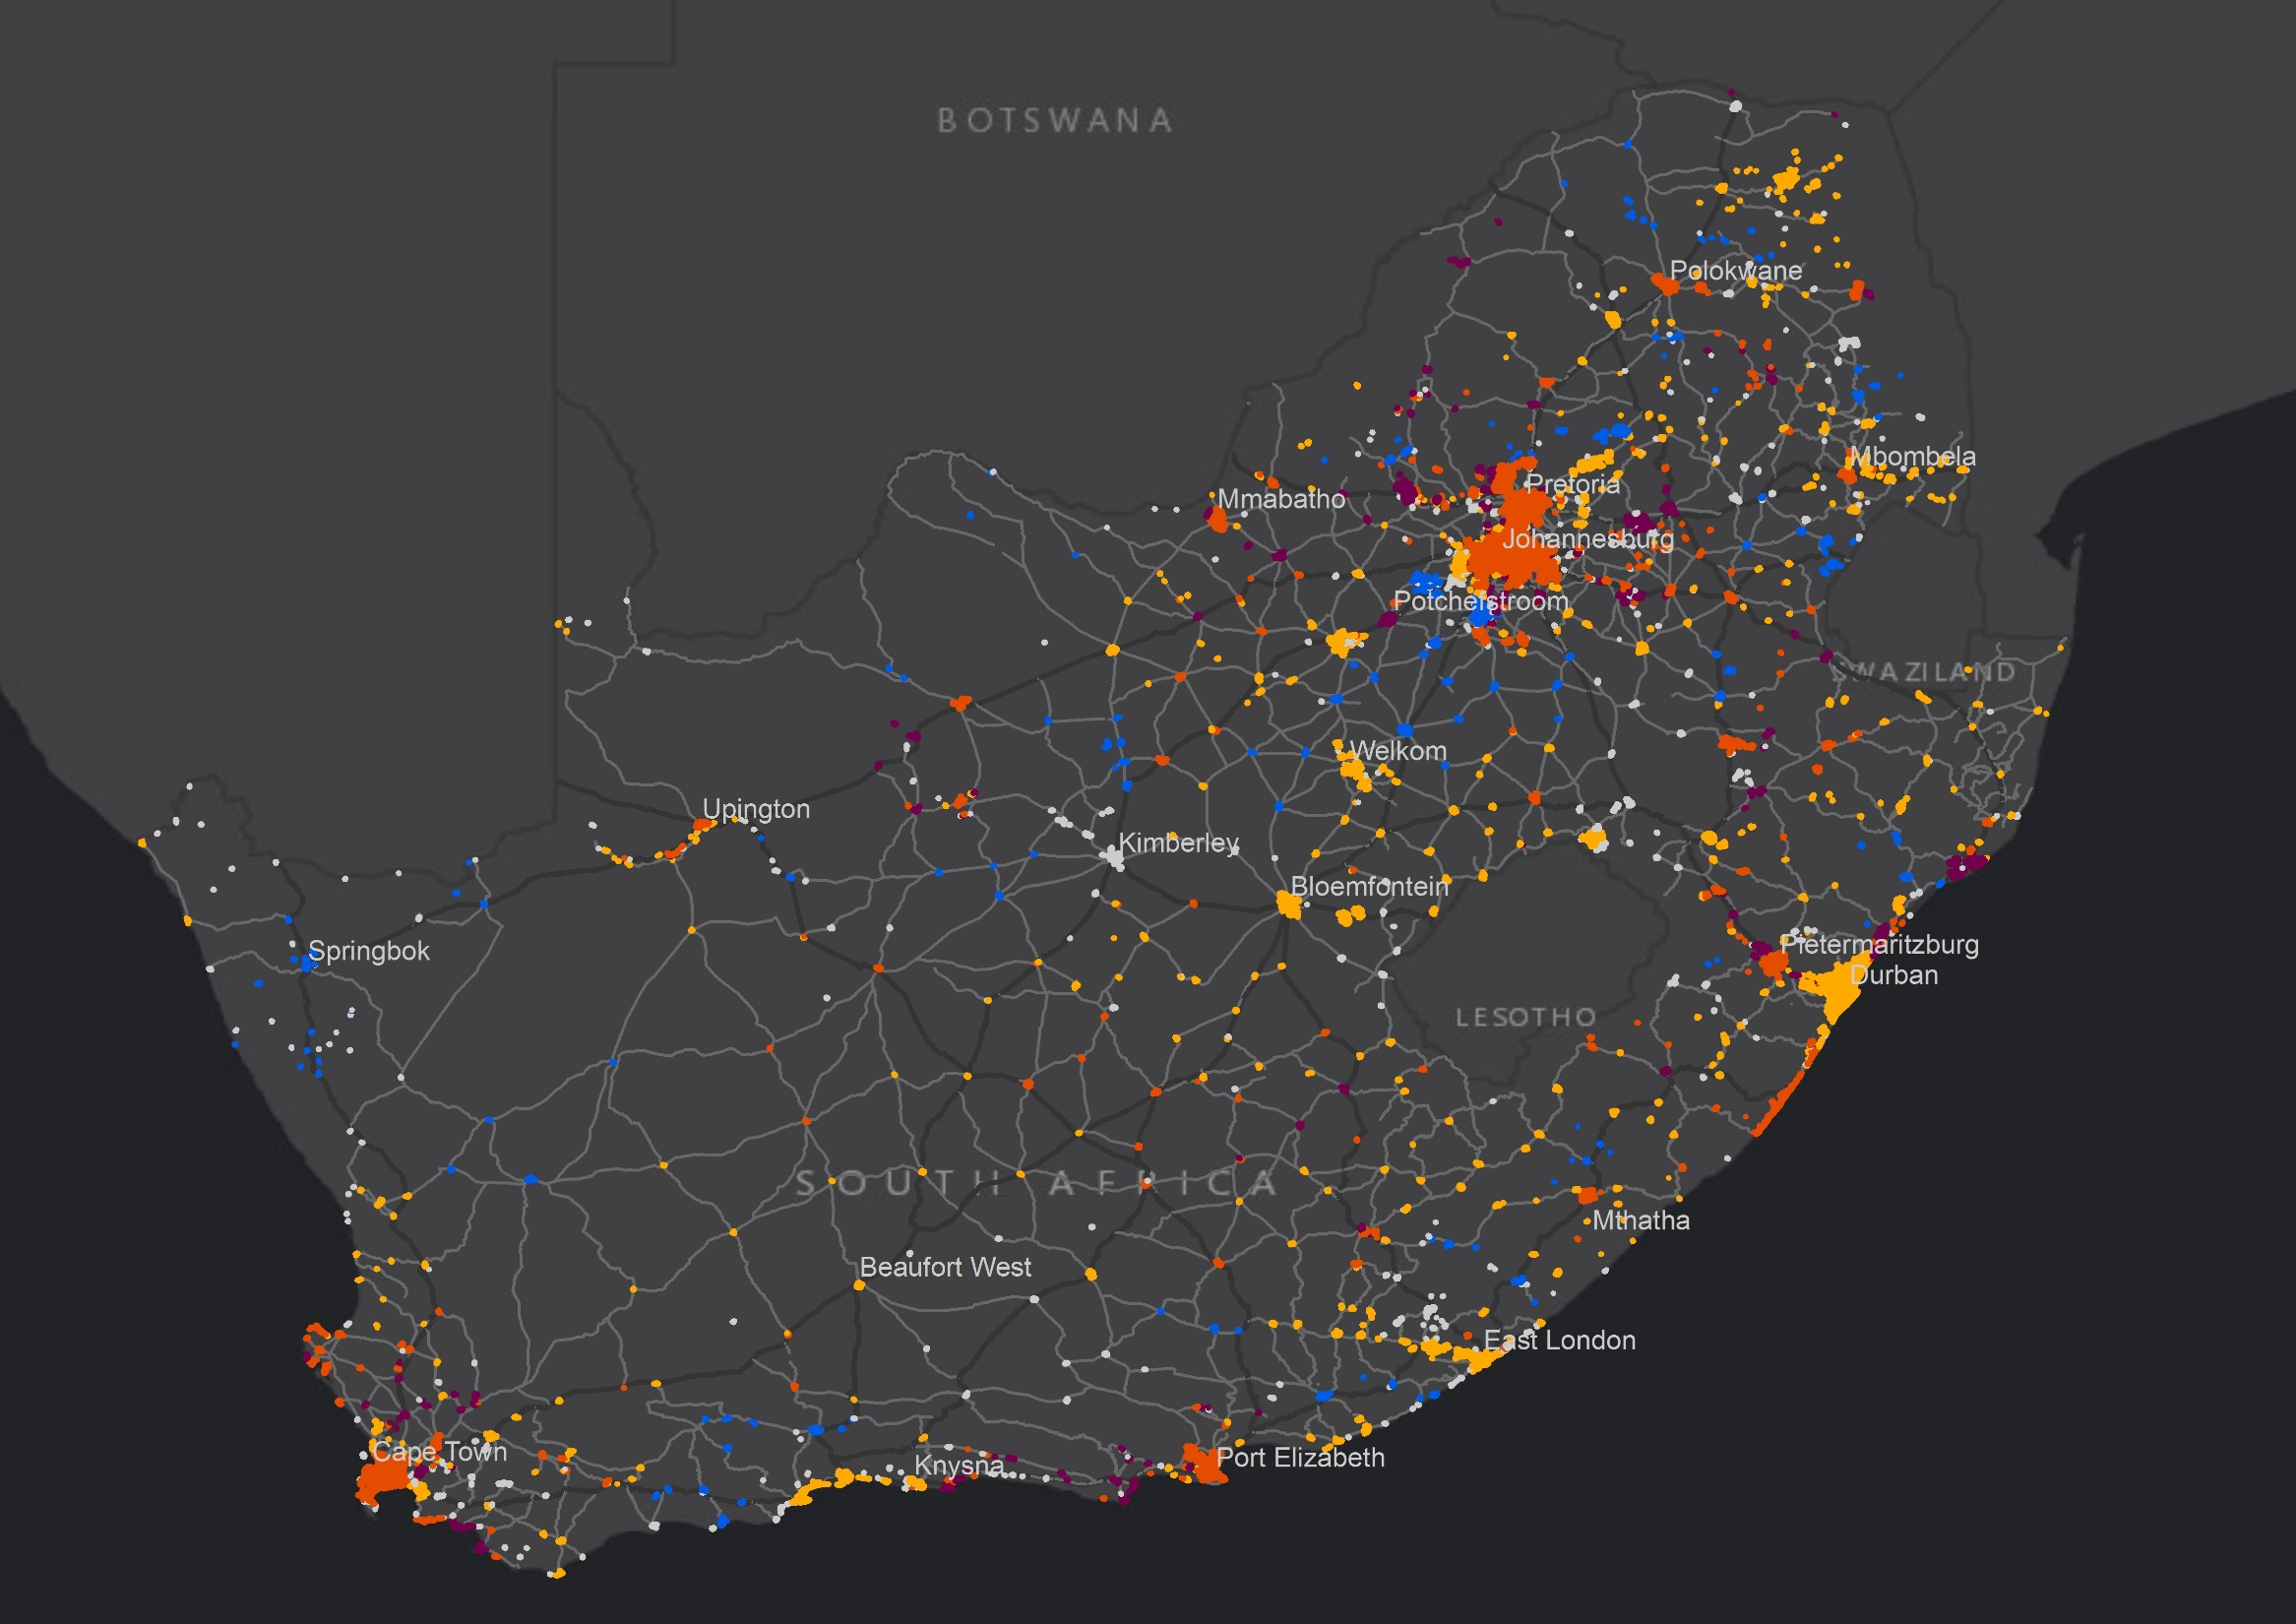 BOTSWANA
Polokwane
Mbombela
Pretoria
Mmabatho
Johannesburg
Potchefstroom
SWAZILAND
Welkom
Upington
Kimberley
Bloemfontein
Springbok
Pietermaritzburg
Durban
LESOTHO
SOUTH AFRICA
Mthatha
Beaufort West
East London
Cape Town
Knysna
Port Elizabeth